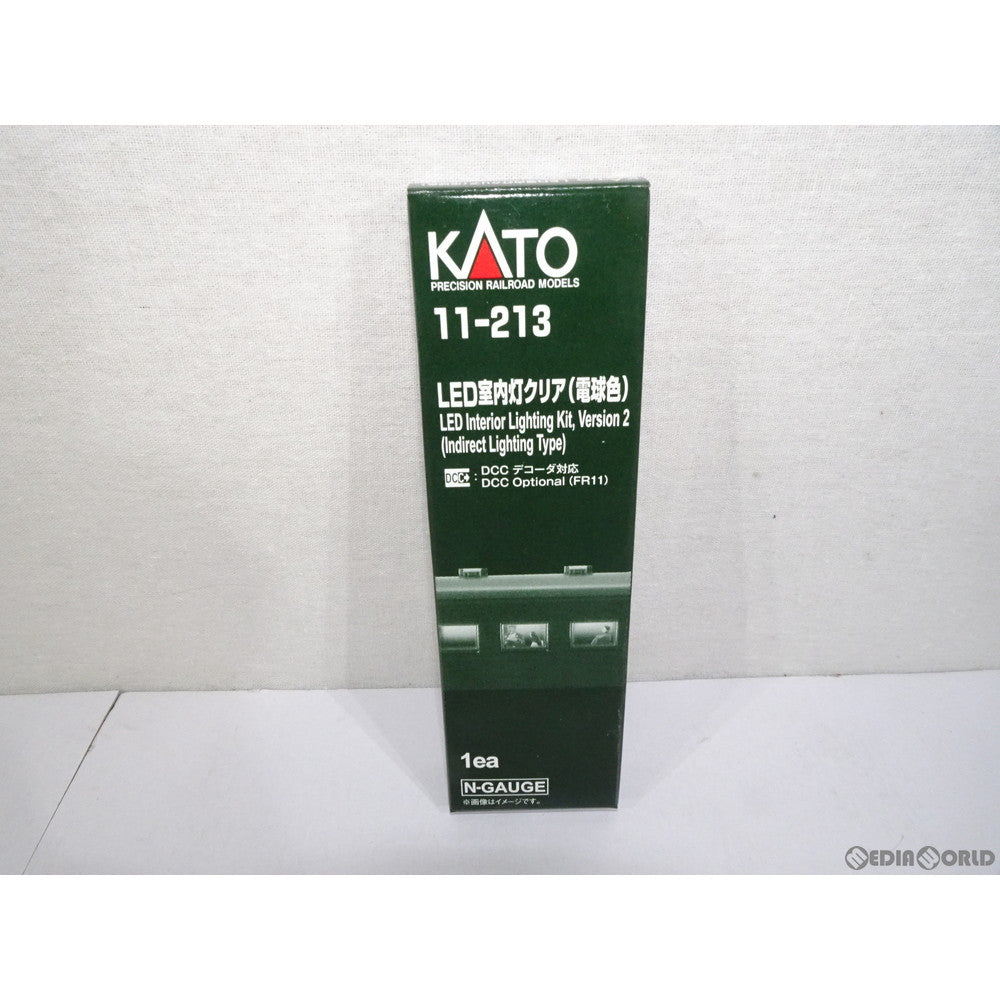 KATO
PRECISION RAILROAD MODELS
11-213
LED室内灯クリア(電球色)
LED Interior Lighting Kit, Version 2
(Indirect Lighting Type)
DCC : DCC デコーダ対応
DCC Optional (FR11)
1ea
N-GAUGE
※画像はイメージです。
MEDIAWORLD